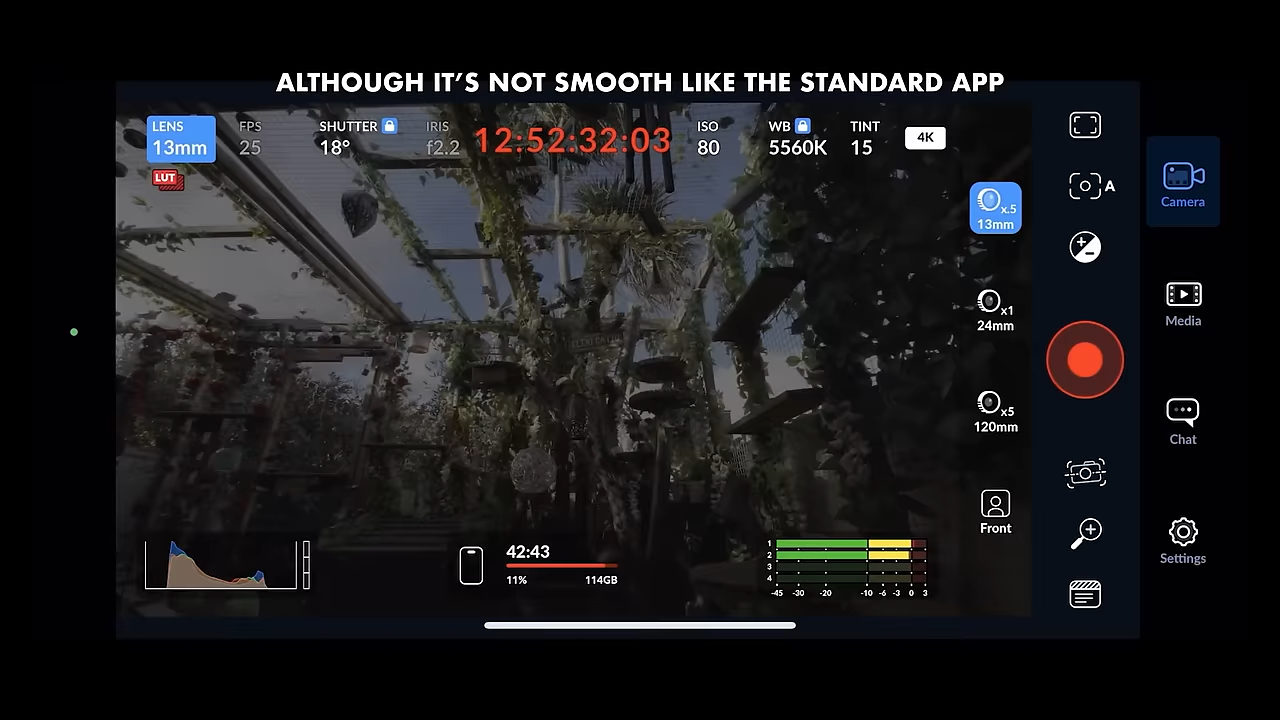 ALTHOUGH IT'S NOT SMOOTH LIKE THE STANDARD APP
LENS
13mm
FPS
25
SHUTTER
18°
IRIS
f2.2
12:52:32:03
ISO
80
WB
5560K
TINT
15
4K
LUT
A
x.5
13mm
x1
24mm
x5
120mm
Front
Camera
Media
Chat
Settings
42:43
11% 114GB
1
2
3
4
-45 -30 -20 -10 -6 -3 0 3